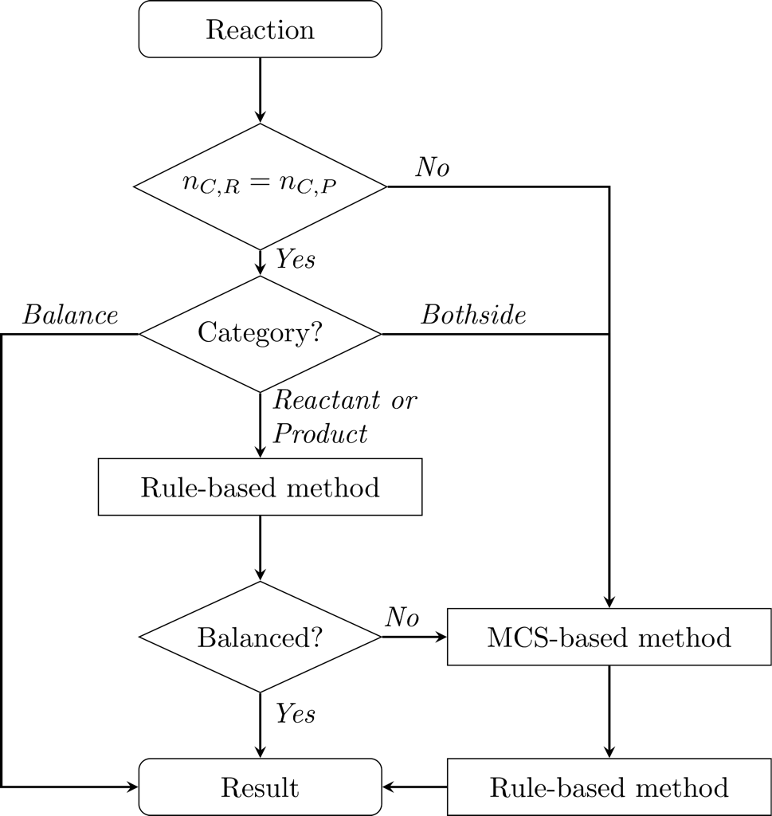 Reaction
No
n_{C,R} = n_{C,P}
Yes
Balance
Bothside
Category?
Reactant or
Product
Rule-based method
No
Balanced?
MCS-based method
Yes
Result
Rule-based method